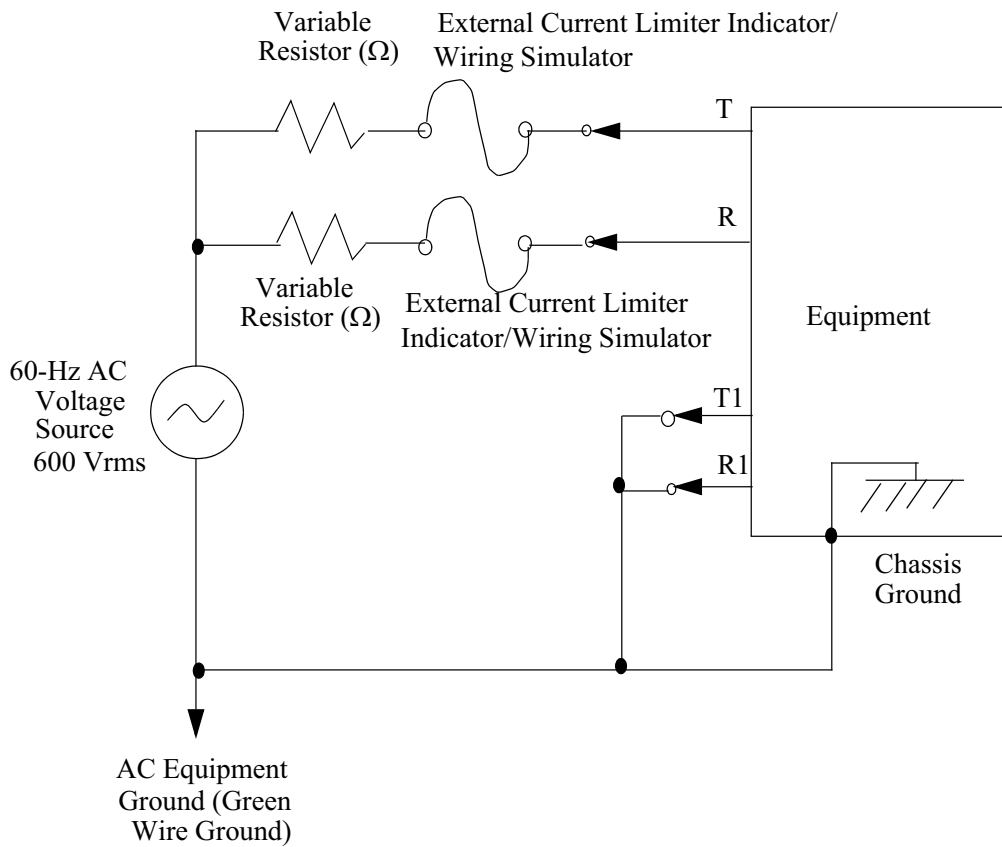 Variable
Resistor (Ω)
External Current Limiter Indicator/
Wiring Simulator
T
R
Variable
Resistor (Ω)
External Current Limiter
Indicator/Wiring Simulator
Equipment
60-Hz AC
Voltage
Source
600 Vrms
T1
R1
Chassis
Ground
AC Equipment
Ground (Green
Wire Ground)